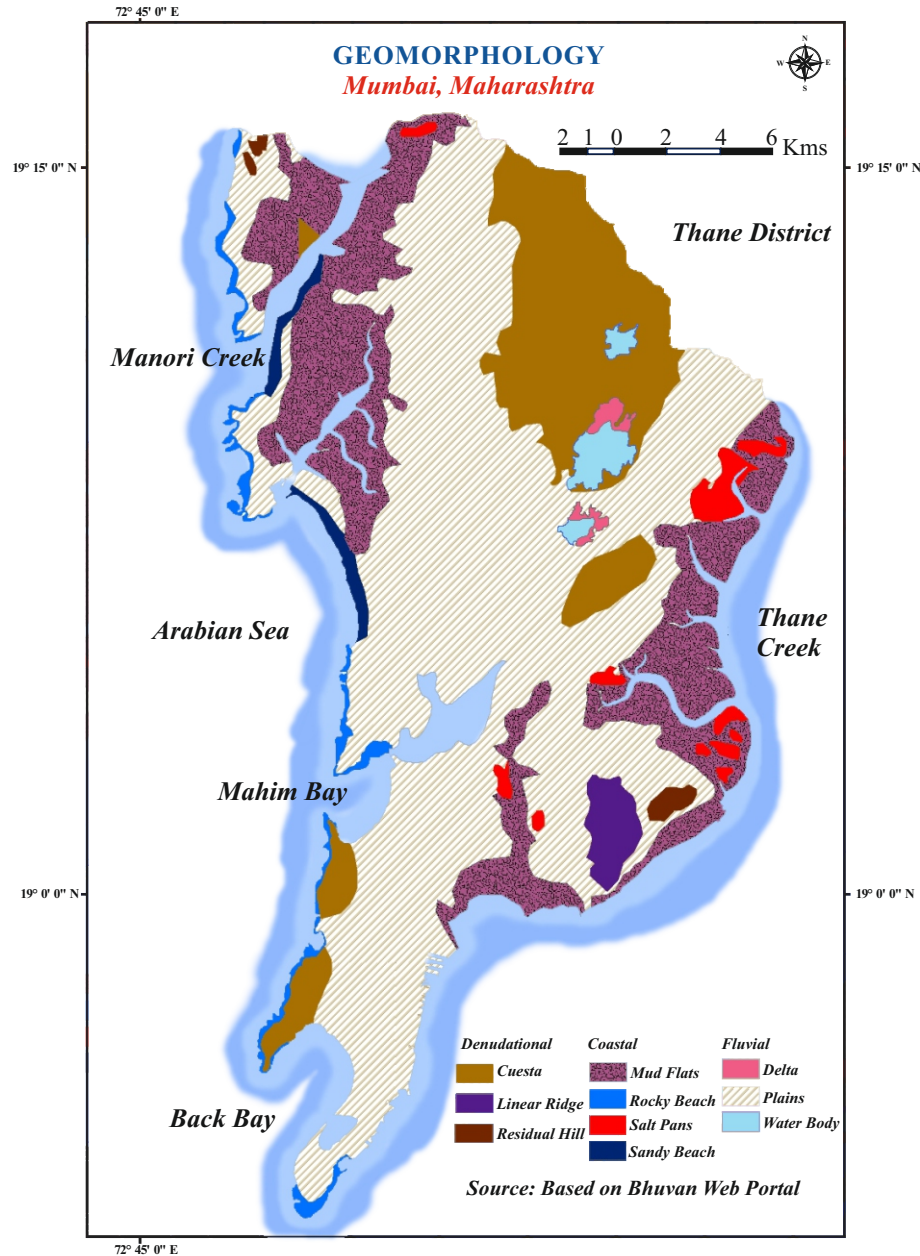 72° 45' 0" E
GEOMORPHOLOGY
Mumbai, Maharashtra
N
W E
S
2 1 0 2 4 6 Kms
19° 15' 0" N
19° 15' 0" N
Thane District
Manori Creek
Arabian Sea
Thane
Creek
Mahim Bay
19° 0' 0" N
19° 0' 0" N
Back Bay
Denudational
Cuesta
Linear Ridge
Residual Hill
Coastal
Mud Flats
Rocky Beach
Salt Pans
Sandy Beach
Fluvial
Delta
Plains
Water Body
Source: Based on Bhuvan Web Portal
72° 45' 0" E